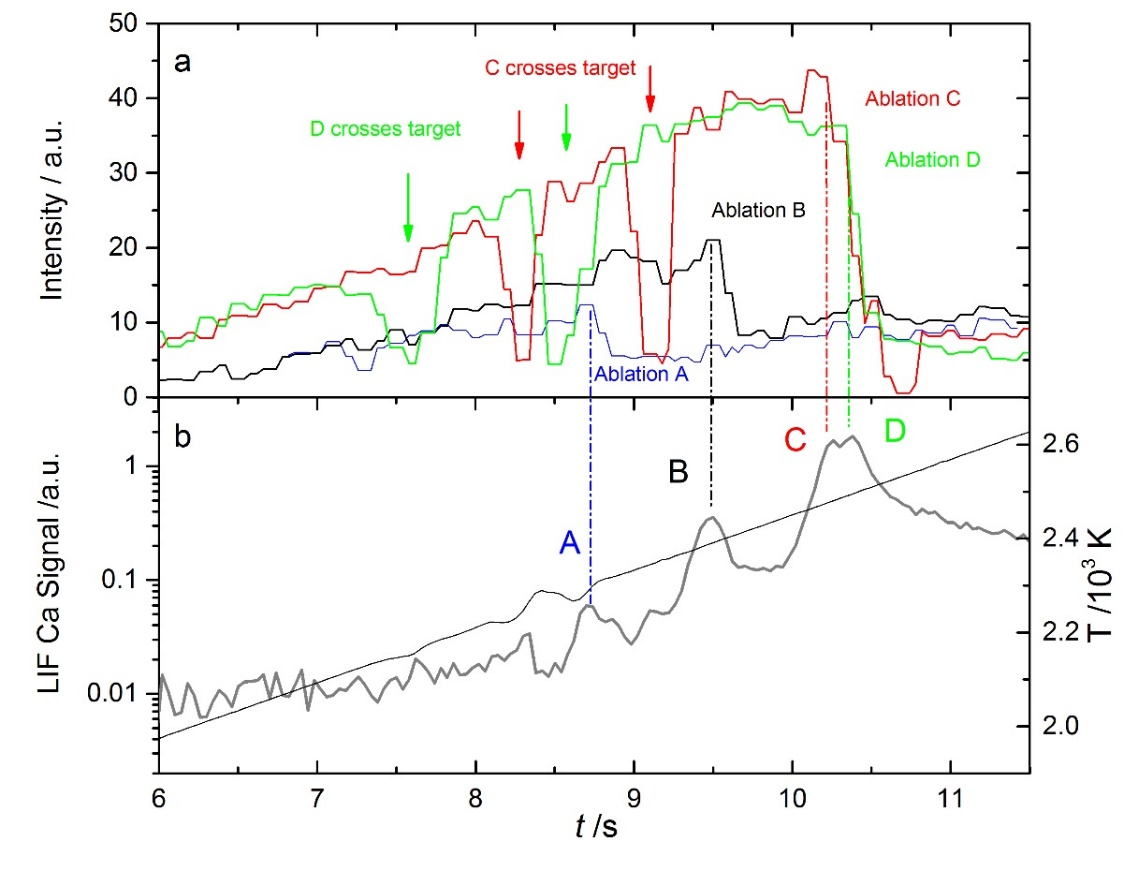 a
C crosses target
D crosses target
Ablation C
Ablation D
Ablation B
Ablation A
Intensity / a.u.
50
40
30
20
10
0
b
A
B
C
D
LIF Ca Signal /a.u.
1
0.1
0.01
2.6
2.4
2.2
2.0
T /10³ K
6 7 8 9 10 11
t /s